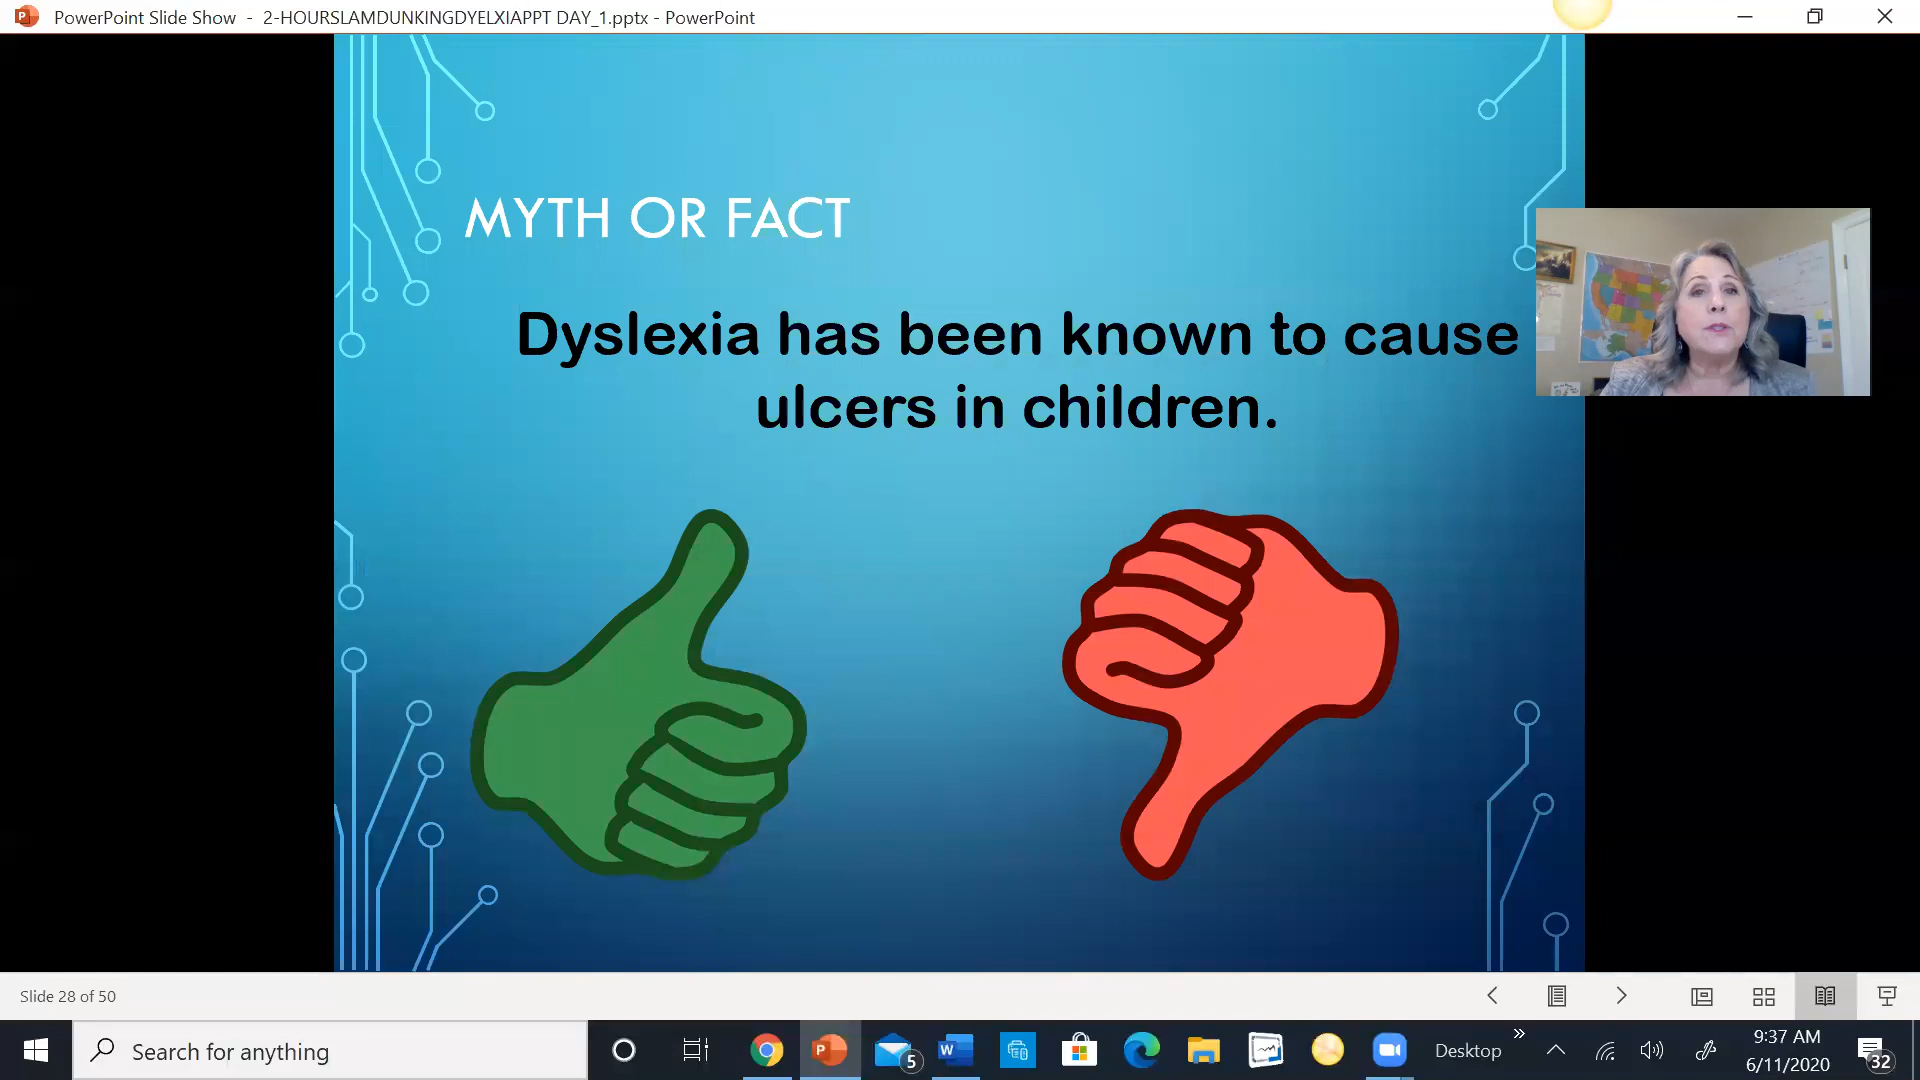 PowerPoint Slide Show - 2-HOURSLAMDUNKINGDYELXIAPPT DAY_1.pptx - PowerPoint
MYTH OR FACT
Dyslexia has been known to cause
ulcers in children.
Slide 28 of 50
Search for anything
5
Desktop
9:37 AM
6/11/2020
32